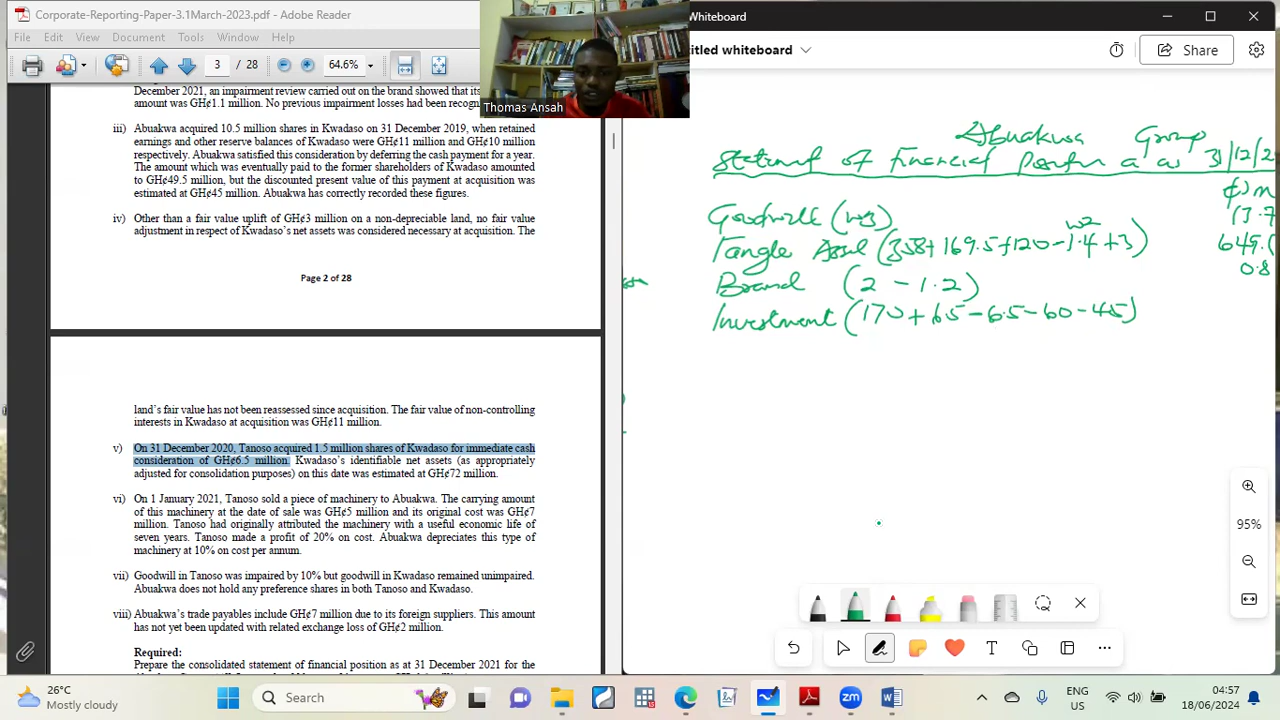 Corporate-Reporting-Paper-3.1March-2023.pdf - Adobe Reader
File Edit View Document Tools Window Help
3 / 28 64.6%
December 2021, an impairment review carried out on the brand showed that its
amount was GH¢1.1 million. No previous impairment losses had been recogn
iii) Abuakwa acquired 10.5 million shares in Kwadaso on 31 December 2019, when retained
earnings and other reserve balances of Kwadaso were GH¢11 million and GH¢10 million
respectively. Abuakwa satisfied this consideration by deferring the cash payment for a year.
The amount which was eventually paid to the former shareholders of Kwadaso amounted
to GH¢49.5 million, but the discounted present value of this payment at acquisition was
estimated at GH¢45 million. Abuakwa has correctly recorded these figures.
iv) Other than a fair value uplift of GH¢3 million on a non-depreciable land, no fair value
adjustment in respect of Kwadaso's net assets was considered necessary at acquisition. The
Page 2 of 28
land's fair value has not been reassessed since acquisition. The fair value of non-controlling
interests in Kwadaso at acquisition was GH¢11 million.
v) On 31 December 2020, Tanoso acquired 1.5 million shares of Kwadaso for immediate cash
consideration of GH¢6.5 million. Kwadaso's identifiable net assets (as appropriately
adjusted for consolidation purposes) on this date was estimated at GH¢72 million.
vi) On 1 January 2021, Tanoso sold a piece of machinery to Abuakwa. The carrying amount
of this machinery at the date of sale was GH¢5 million and its original cost was GH¢7
million. Tanoso had originally attributed the machinery with a useful economic life of
seven years. Tanoso made a profit of 20% on cost. Abuakwa depreciates this type of
machinery at 10% on cost per annum.
vii) Goodwill in Tanoso was impaired by 10% but goodwill in Kwadaso remained unimpaired.
Abuakwa does not hold any preference shares in both Tanoso and Kwadaso.
viii) Abuakwa's trade payables include GH¢7 million due to its foreign suppliers. This amount
has not yet been updated with related exchange loss of GH¢2 million.
Required:
Prepare the consolidated statement of financial position as at 31 December 2021 for the
Thomas Ansah
Whiteboard
titled whiteboard
Share
Abuakwa Group
Statement of Financial Position as at 31/12/2
Goodwill (w3) 13.7
w2
Tangle Asset (358+169.5+120-1.4+3) 649.
Brand (2 - 1.2) 0.8
Investment (170+65-6.5-60-45)
95%
26°C
Mostly cloudy
Search
ENG
US
04:57
18/06/2024